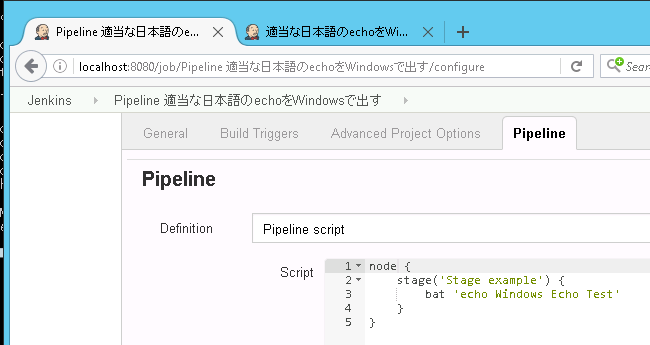 Pipeline 適当な日本語のe...
適当な日本語のechoをWi...
localhost:8080/job/Pipeline 適当な日本語のechoをWindowsで出す/configure
Sear
Jenkins
Pipeline 適当な日本語のechoをWindowsで出す
General
Build Triggers
Advanced Project Options
Pipeline
Pipeline
Definition
Pipeline script
Script
1 node {
2 stage('Stage example') {
3 bat 'echo Windows Echo Test'
4 }
5 }